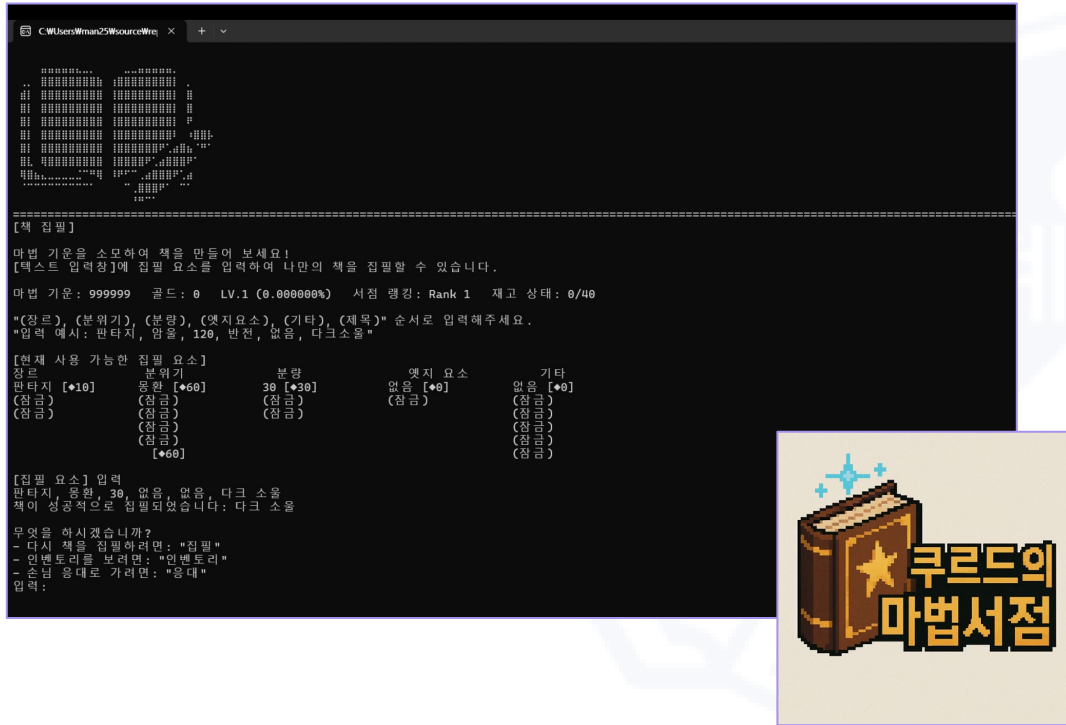 C:₩Users₩man25₩source₩re
[책 집필]
마법 기운을 소모하여 책을 만들어 보세요!
[텍스트 입력창]에 집필 요소를 입력하여 나만의 책을 집필할 수 있습니다.
마법 기운: 999999 골드: 0 LV.1 (0.000000%) 서점 랭킹: Rank 1 재고 상태: 0/40
"(장르), (분위기), (분량), (엣지요소), (기타), (제목)" 순서로 입력해주세요.
"입력 예시: 판타지, 암울, 120, 반전, 없음, 다크소울"
[현재 사용 가능한 집필 요소]
장르 분위기 분량 엣지 요소 기타
판타지 [◆10] 몽환 [◆60] 30 [◆30] 없음 [◆0] 없음 [◆0]
(잠금) (잠금) (잠금) (잠금) (잠금)
(잠금) (잠금) (잠금) (잠금)
(잠금) (잠금)
(잠금) (잠금)
[◆60] (잠금)
[집필 요소] 입력
판타지, 몽환, 30, 없음, 없음, 다크 소울
책이 성공적으로 집필되었습니다: 다크 소울
무엇을 하시겠습니까?
- 다시 책을 집필하려면: "집필"
- 인벤토리를 보려면: "인벤토리"
- 손님 응대로 가려면: "응대"
입력:
쿠르드의
마법서점